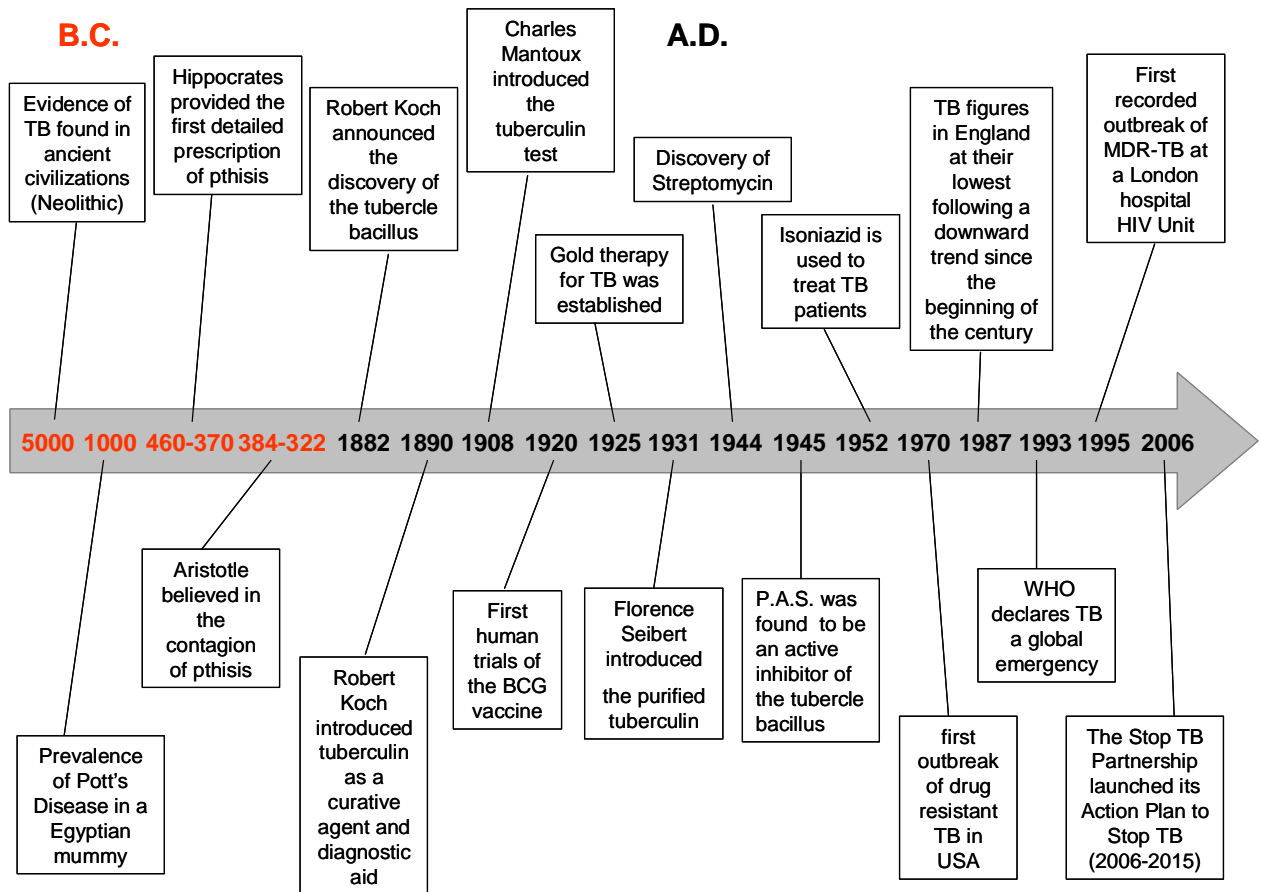 B.C.
A.D.
Evidence of
TB found in
ancient
civilizations
(Neolithic)
Hippocrates
provided the
first detailed
prescription
of pthisis
Robert Koch
announced
the
discovery of
the tubercle
bacillus
Charles
Mantoux
introduced
the
tuberculin
test
Gold therapy
for TB was
established
Discovery of
Streptomycin
Isoniazid is
used to
treat TB
patients
TB figures
in England
at their
lowest
following a
downward
trend since
the
beginning of
the century
First
recorded
outbreak of
MDR-TB at
a London
hospital
HIV Unit
5000 1000 460-370 384-322 1882 1890 1908 1920 1925 1931 1944 1945 1952 1970 1987 1993 1995 2006
Prevalence
of Pott's
Disease in a
Egyptian
mummy
Aristotle
believed in
the
contagion
of pthisis
Robert
Koch
introduced
tuberculin
as a
curative
agent and
diagnostic
aid
First
human
trials of
the BCG
vaccine
Florence
Seibert
introduced
the purified
tuberculin
P.A.S. was
found to be
an active
inhibitor of
the tubercle
bacillus
first
outbreak
of drug
resistant
TB in
USA
WHO
declares TB
a global
emergency
The Stop TB
Partnership
launched its
Action Plan to
Stop TB
(2006-2015)